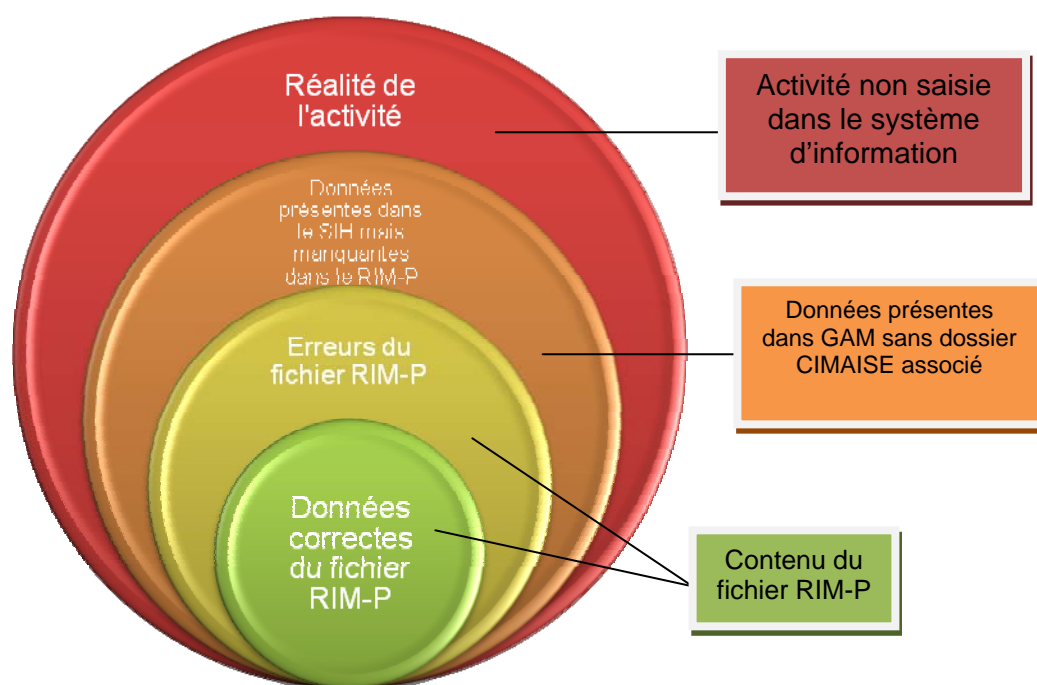 Réalité de
l'activité
Données
présentes dans
le SIH mais
manquantes
dans le RIM-P
Erreurs du
fichier RIM-P
Données
correctes
du fichier
RIM-P
Activité non saisie
dans le système
d'information
Données présentes
dans GAM sans dossier
CIMAISE associé
Contenu du
fichier RIM-P